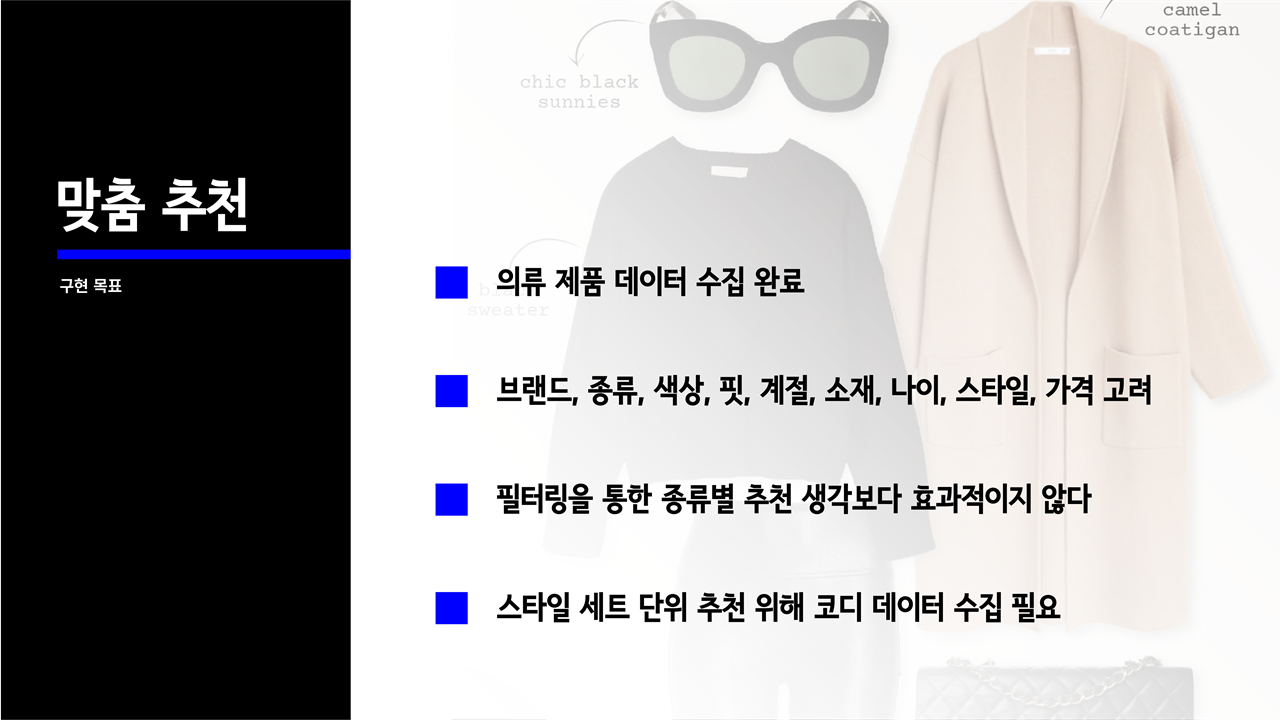 맞춤 추천
구현 목표
chic black
sunnies
camel
coatigan
sweater
의류 제품 데이터 수집 완료
브랜드, 종류, 색상, 핏, 계절, 소재, 나이, 스타일, 가격 고려
필터링을 통한 종류별 추천 생각보다 효과적이지 않다
스타일 세트 단위 추천 위해 코디 데이터 수집 필요